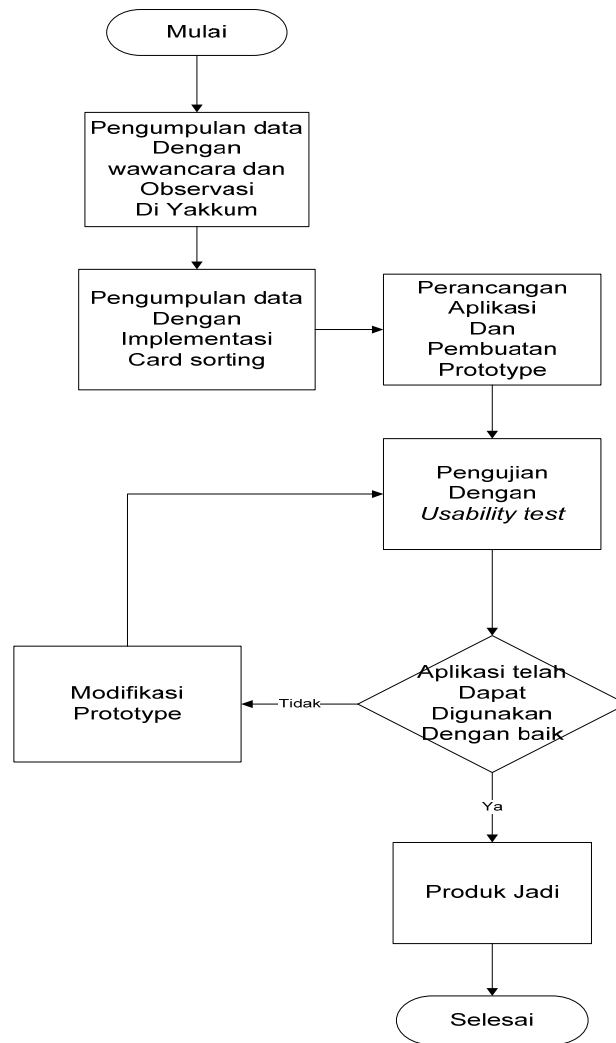 Mulai
Pengumpulan data
Dengan
wawancara dan
Observasi
Di Yakkum
Pengumpulan data
Dengan
Implementasi
Card sorting
Perancangan
Aplikasi
Dan
Pembuatan
Prototype
Pengujian
Dengan
Usability test
Aplikasi telah
Dapat
Digunakan
Dengan baik
Tidak
Modifikasi
Prototype
Ya
Produk Jadi
Selesai